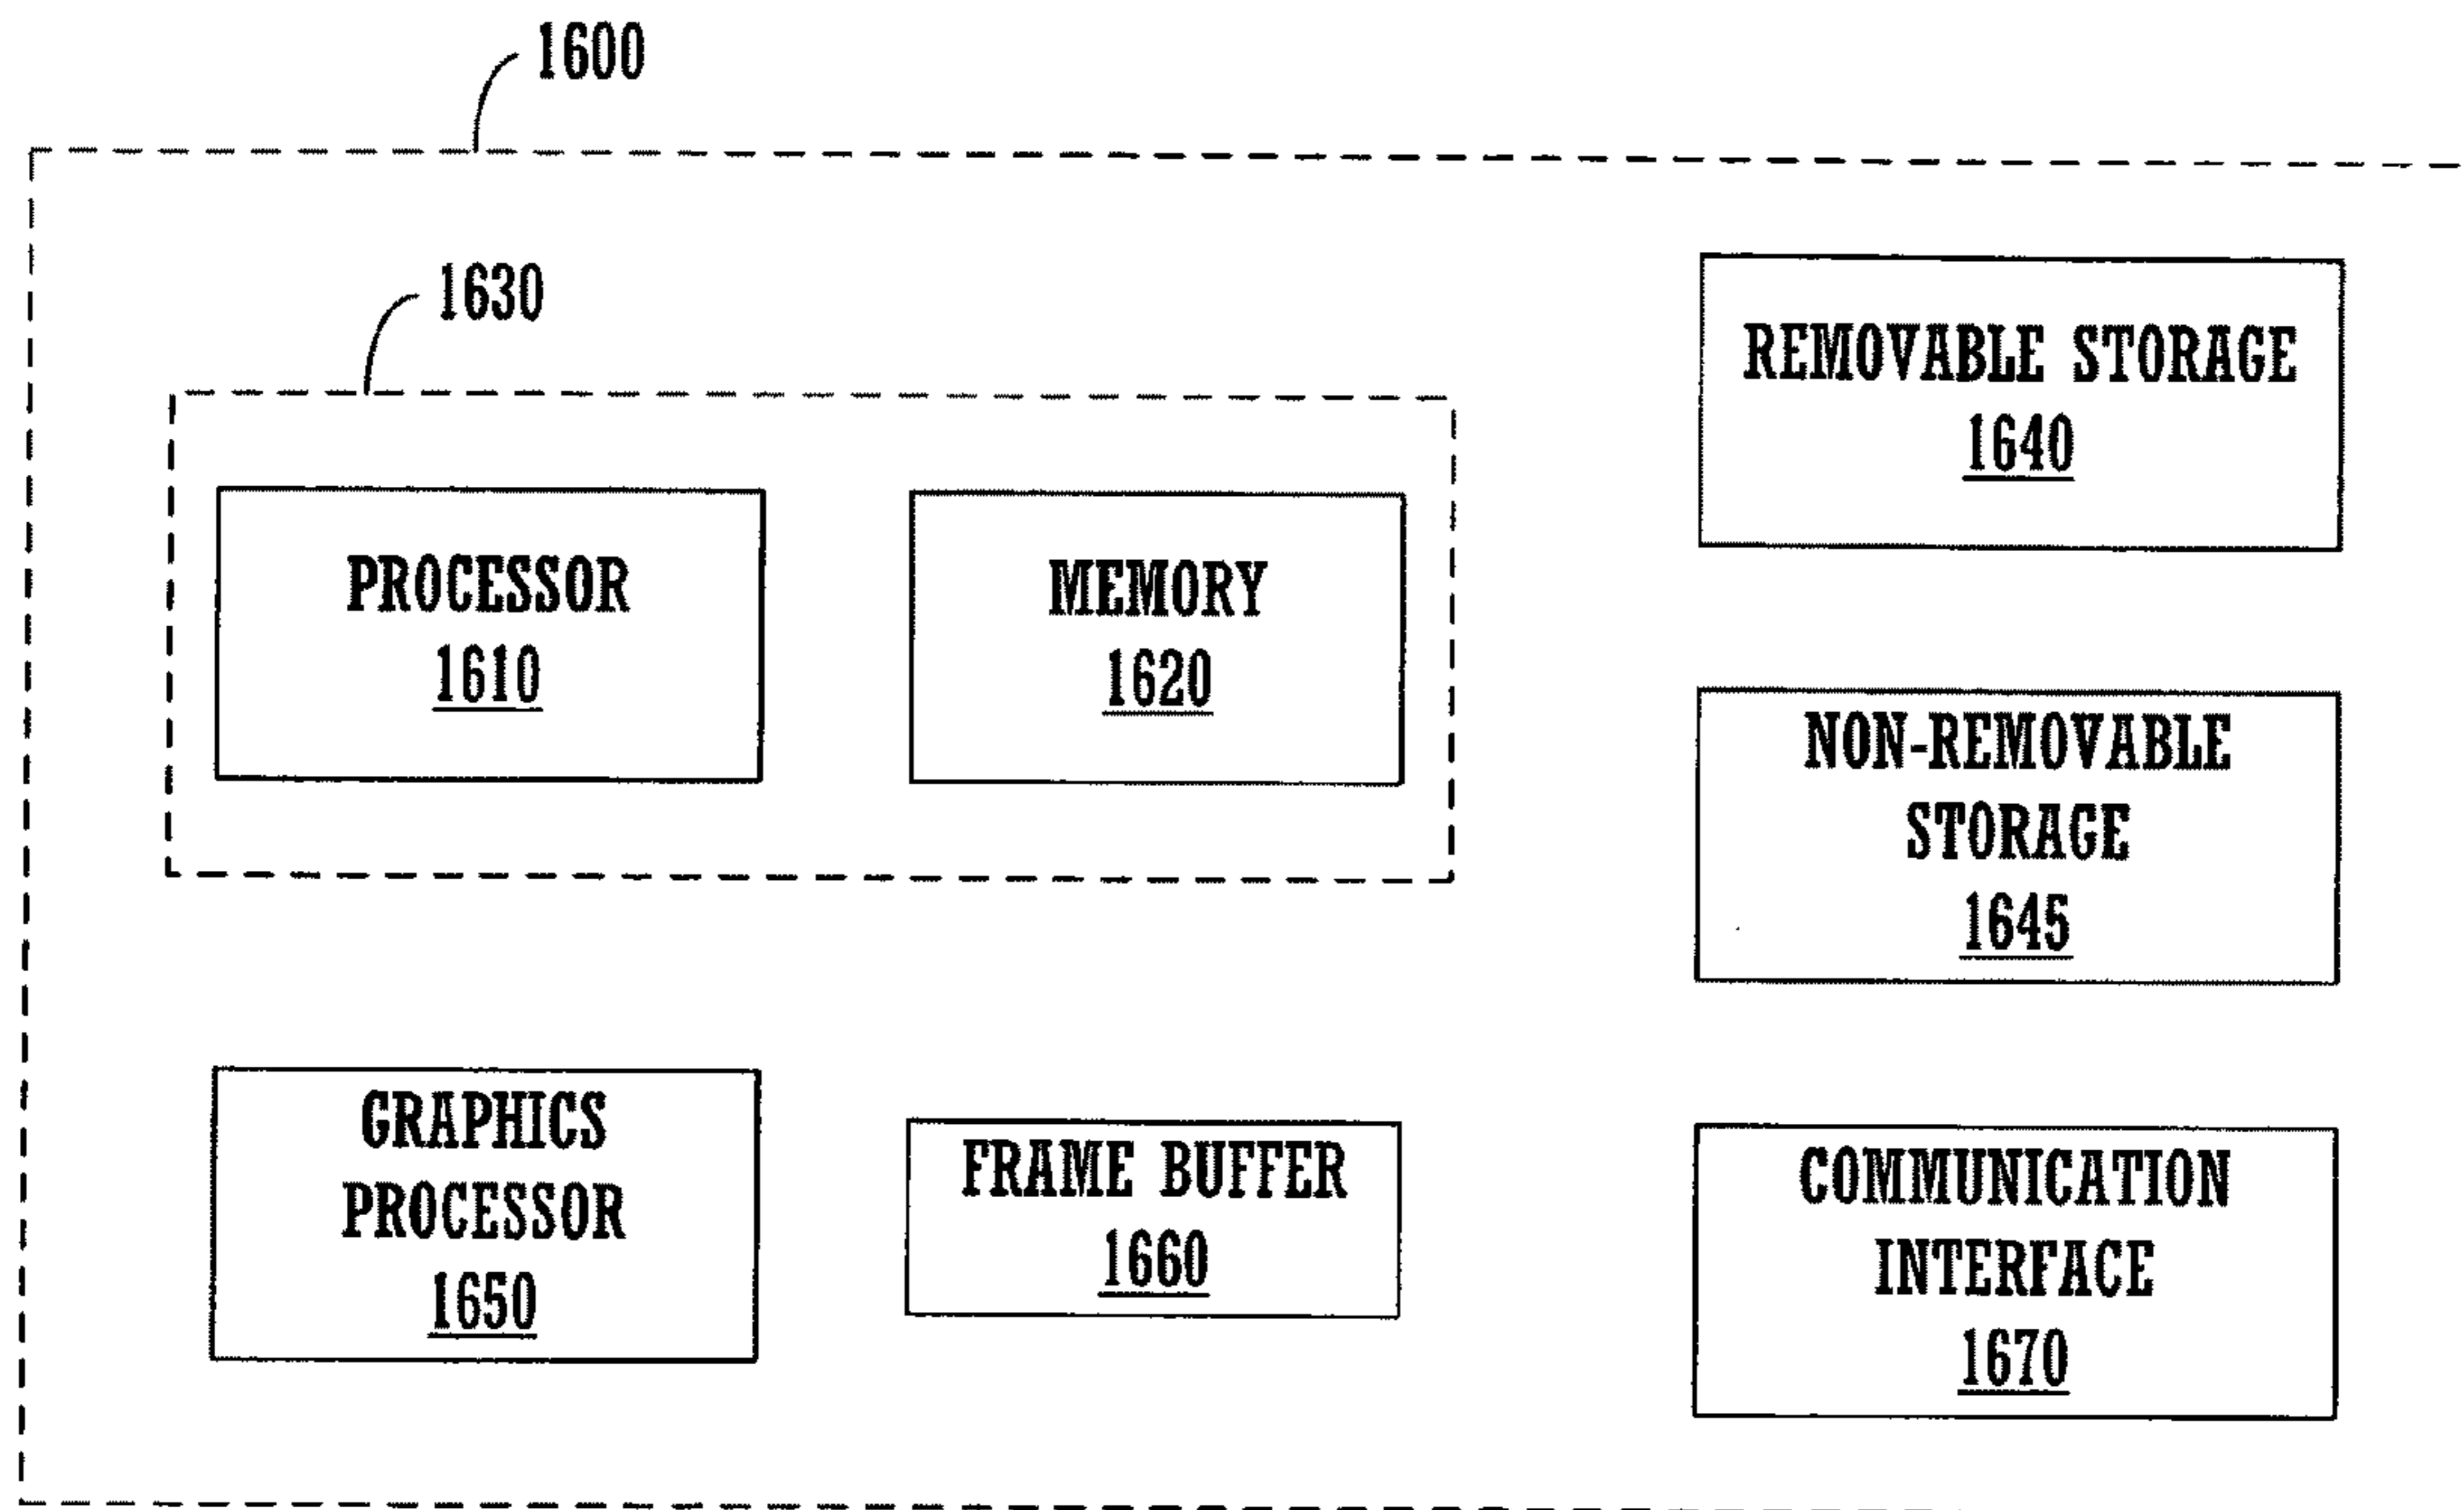 1600
1630
REMOVABLE STORAGE
1640
PROCESSOR
1610
MEMORY
1620
NON-REMOVABLE
STORAGE
1645
GRAPHICS
PROCESSOR
1650
FRAME BUFFER
1660
COMMUNICATION
INTERFACE
1670